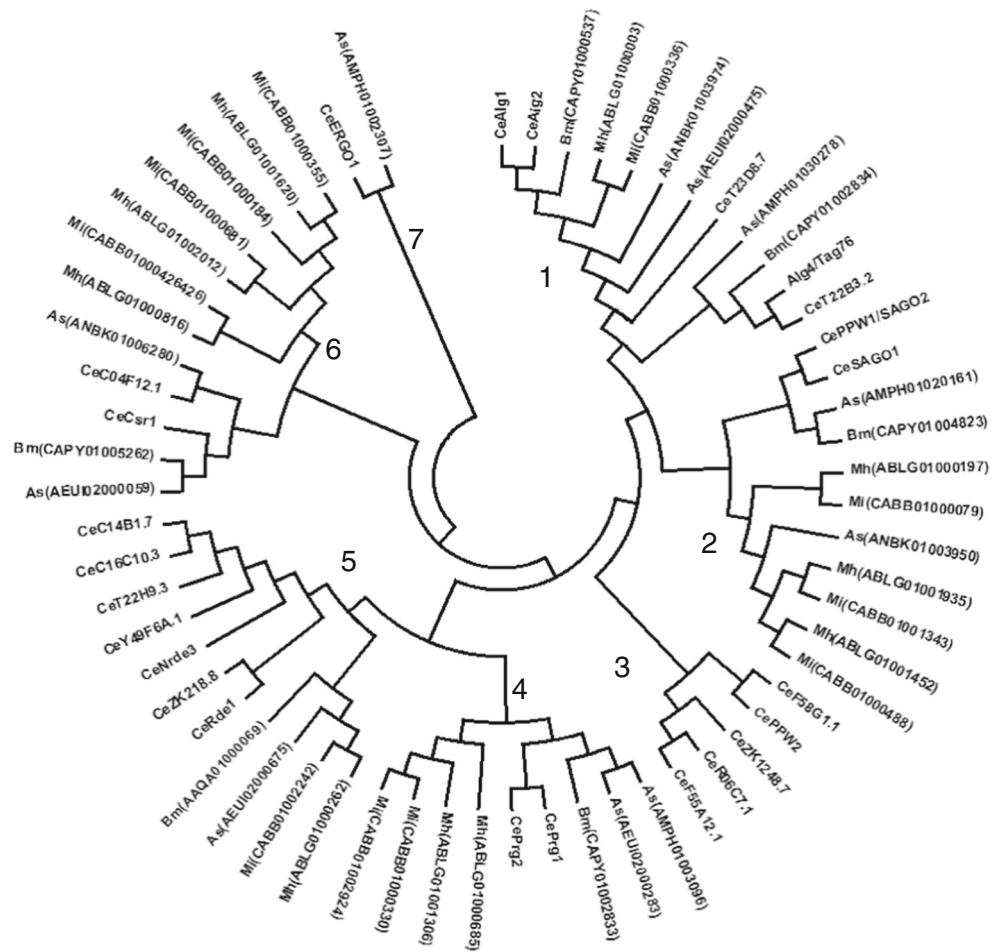 CeAlg1
CeAlg2
Bm(CAPY01000537)
Mh(ABLG01000003)
Mi(CABB01000336)
As(ANBK01003974)
As(AEUI02000475)
CeT23D8.7
As(AMPH01030278)
Bm(CAPY01002834)
Alg4/Tag76
CeT22B3.2
CePPW1/SAGO2
CeSAGO1
As(AMPH01020161)
Bm(CAPY01004823)
Mh(ABLG01000197)
Mi(CABB01000079)
As(ANBK01003950)
Mh(ABLG01001935)
Mi(CABB01001343)
Mh(ABLG01001452)
Mi(CABB01000488)
CeF58G1.1
CePPW2
CeZK1248.7
CeR06C7.1
CeF55A12.1
As(AMPH01003096)
As(AEUI02000283)
Bm(CAPY01002833)
CePrg1
CePrg2
Mh(ABLG01000685)
Mh(ABLG01001306)
Mi(CABB01000330)
Mi(CABB01002924)
Mh(ABLG01000262)
Mi(CABB01002242)
As(AEUI02000675)
Bm(AAQA01000069)
CeRde1
CeZK218.8
CeNrde3
CeY49F6A.1
CeT22H9.3
CeC16C10.3
CeC14B1.7
As(AEUI02000059)
Bm(CAPY01005262)
CeCsr1
CeC04F12.1
As(ANBK01006280)
Mh(ABLG01000816)
Mi(CABB01000426426)
Mh(ABLG01002012)
Mi(CABB01000681)
Mi(CABB01000184)
Mh(ABLG01001620)
Mi(CABB01000355)
CeERGO1
As(AMPH01002307)
1
2
3
4
5
6
7